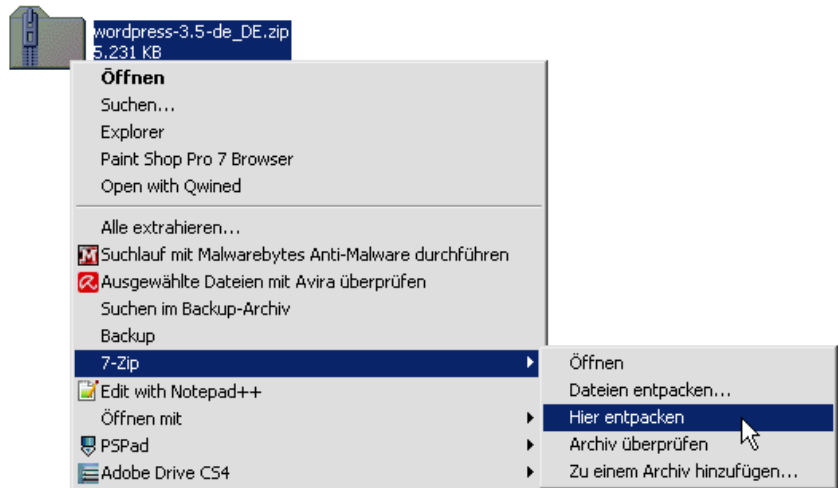 wordpress-3.5-de_DE.zip
5.231 KB
Öffnen
Suchen...
Explorer
Paint Shop Pro 7 Browser
Open with Qwined
Alle extrahieren...
Suchlauf mit Malwarebytes Anti-Malware durchführen
Ausgewählte Dateien mit Avira überprüfen
Suchen im Backup-Archiv
Backup
7-Zip
Edit with Notepad++
Öffnen mit
PSPad
Adobe Drive CS4
Öffnen
Dateien entpacken...
Hier entpacken
Archiv überprüfen
Zu einem Archiv hinzufügen...